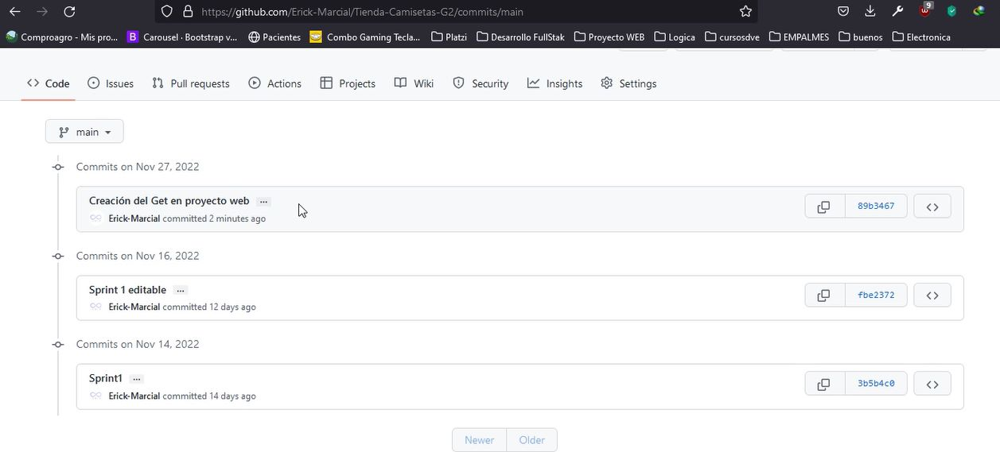 https://github.com/Erick-Marcial/Tienda-Camisetas-G2/commits/main
9
Comproagro - Mis pro... B Carousel · Bootstrap v... Pacientes Combo Gaming Tecla... Platzi Desarrollo FullStak Proyecto WEB Logica cursosdve EMPALMES buenos Electronica
Code Issues Pull requests Actions Projects Wiki Security Insights Settings
main
Commits on Nov 27, 2022
Creación del Get en proyecto web ...
Erick-Marcial committed 2 minutes ago
89b3467
Commits on Nov 16, 2022
Sprint 1 editable ...
Erick-Marcial committed 12 days ago
fbe2372
Commits on Nov 14, 2022
Sprint1 ...
Erick-Marcial committed 14 days ago
3b5b4c0
Newer Older